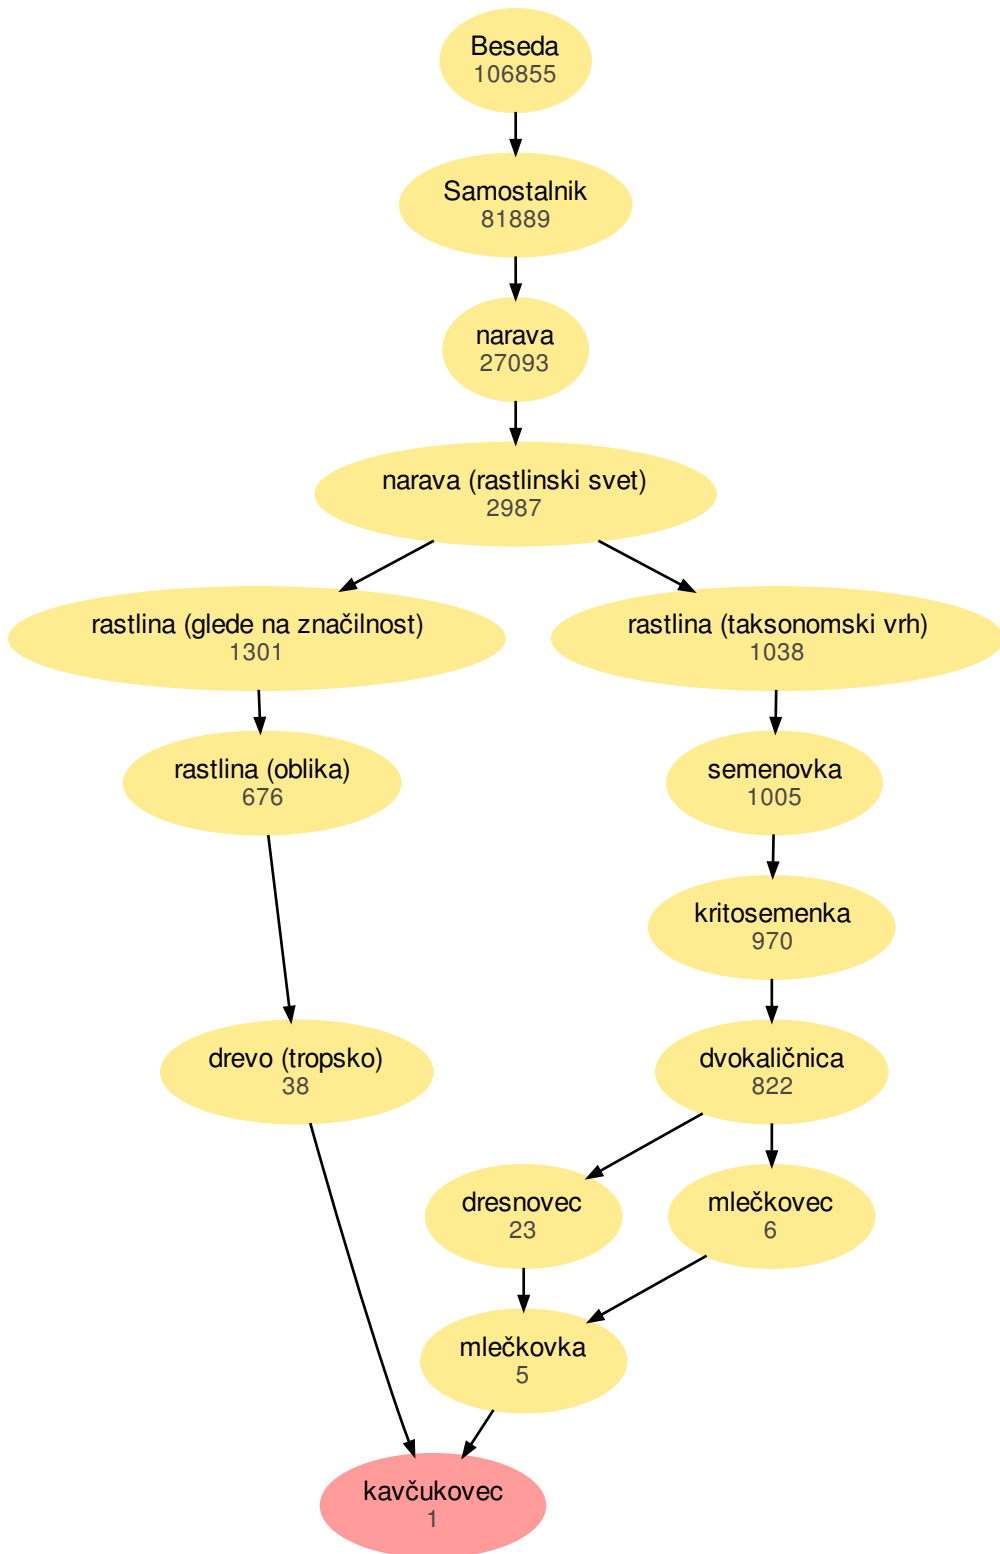 Beseda
106855
Samostalnik
81889
narava
27093
narava (rastlinski svet)
2987
rastlina (glede na značilnost)
1301
rastlina (taksonomski vrh)
1038
rastlina (oblika)
676
semenovka
1005
kritosemenka
970
drevo (tropsko)
38
dvokaličnica
822
dresnovec
23
mlečkovec
6
mlečkovka
5
kavčukovec
1